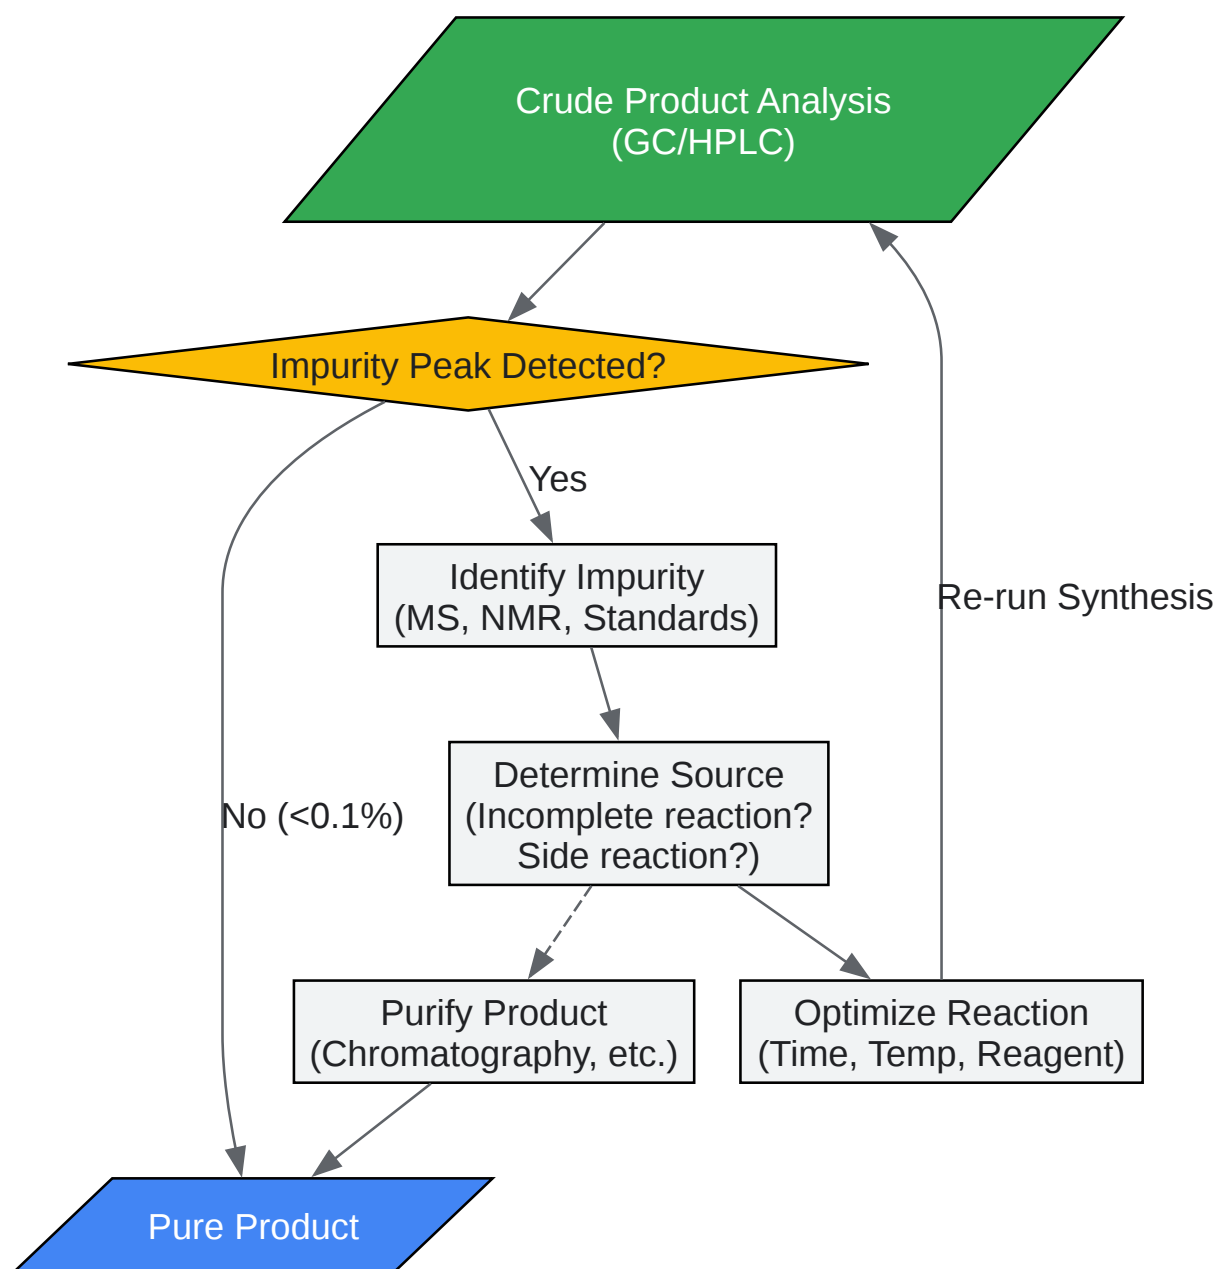 Crude Product Analysis
(GC/HPLC)
Impurity Peak Detected?
Yes
Identify Impurity
(MS, NMR, Standards)
Re-run Synthesis
Determine Source
(Incomplete reaction?
Side reaction?)
No (<0.1%)
Purify Product
(Chromatography, etc.)
Optimize Reaction
(Time, Temp, Reagent)
Pure Product